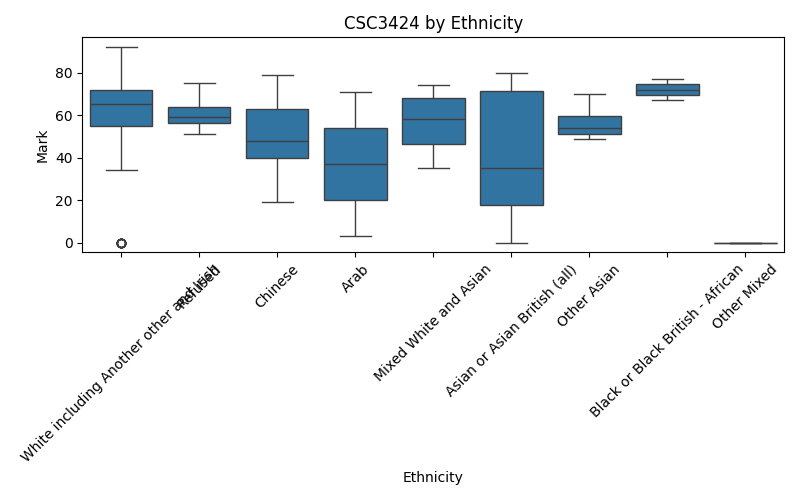 CSC3424 by Ethnicity
Mark
80
60
40
20
0
White including Another other and Irish
Refused
Chinese
Arab
Mixed White and Asian
Asian or Asian British (all)
Other Asian
Black or Black British - African
Other Mixed
Ethnicity